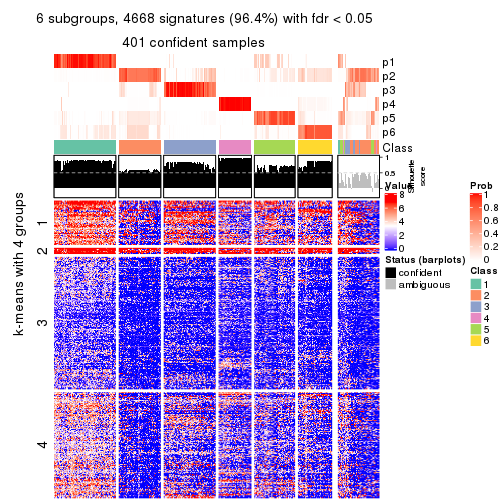 6 subgroups, 4668 signatures (96.4%) with fdr < 0.05
401 confident samples
p1
p2
p3
p4
p5
p6
Class
1
0.5
0
Silhouette
score
k-means with 4 groups
1
2
3
4
Value
8
6
4
2
0
Status (barplots)
confident
ambiguous
Prob
1
0.8
0.6
0.4
0.2
0
Class
1
2
3
4
5
6